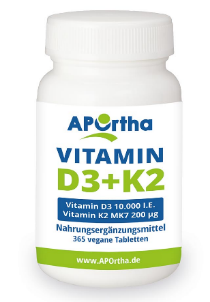 APOrtha
VITAMIN
D3+K2
Vitamin D3 10.000 I.E.
Vitamin K2 MK7 200 µg
Nahrungsergänzungsmittel
365 vegane Tabletten
www.APOrtha.de